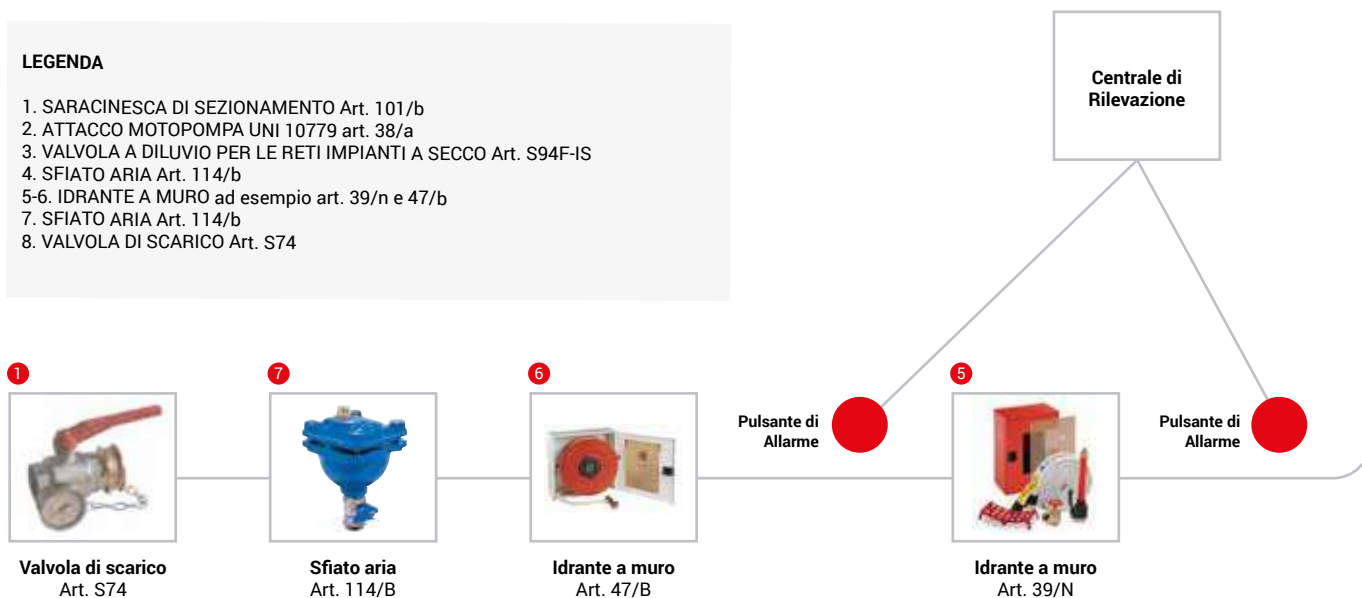 LEGENDA
1. SARACINESCA DI SEZIONAMENTO Art. 101/b
2. ATTACCO MOTOPOMPA UNI 10779 art. 38/a
3. VALVOLA A DILUVIO PER LE RETI IMPIANTI A SECCO Art. S94F-IS
4. SFIATO ARIA Art. 114/b
5-6. IDRANTE A MURO ad esempio art. 39/n e 47/b
7. SFIATO ARIA Art. 114/b
8. VALVOLA DI SCARICO Art. S74
Centrale di
Rilevazione
1
7
6
5
Pulsante di
Allarme
Pulsante di
Allarme
Valvola di scarico
Art. S74
Sfiato aria
Art. 114/B
Idrante a muro
Art. 47/B
Idrante a muro
Art. 39/N